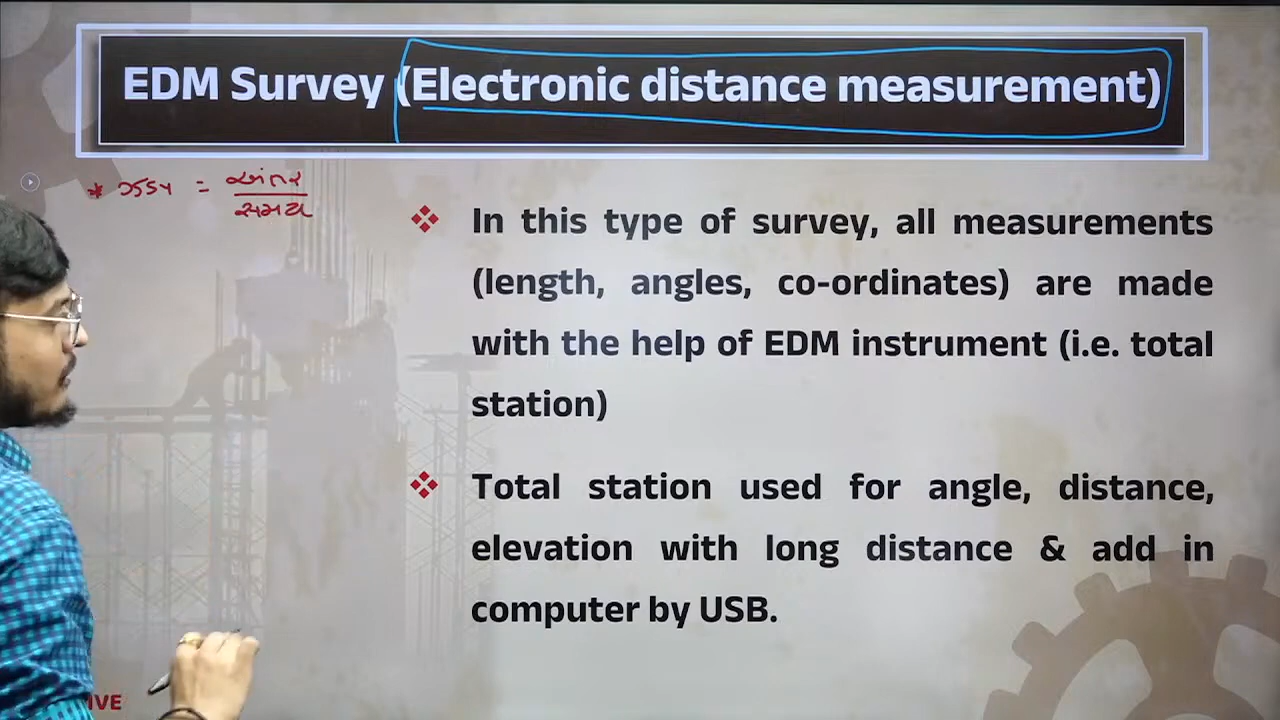 EDM Survey (Electronic distance measurement)
* ઝડપ = અંતર
સમય
❖ In this type of survey, all measurements
(length, angles, co-ordinates) are made
with the help of EDM instrument (i.e. total
station)
❖ Total station used for angle, distance,
elevation with long distance & add in
computer by USB.
IVE